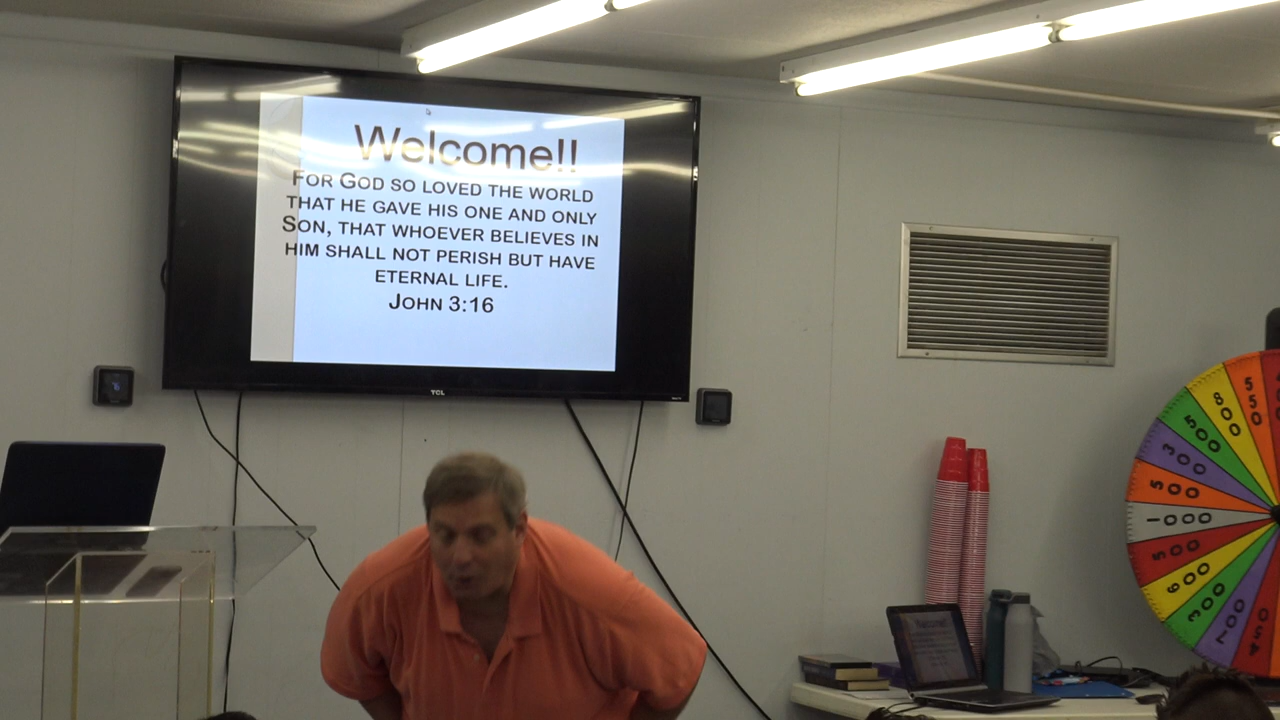 Welcome!!
FOR GOD SO LOVED THE WORLD
THAT HE GAVE HIS ONE AND ONLY
SON, THAT WHOEVER BELIEVES IN
HIM SHALL NOT PERISH BUT HAVE
ETERNAL LIFE.
JOHN 3:16
TCL
550
800
500
300
500
100
500
600
300
700
Welcome!!